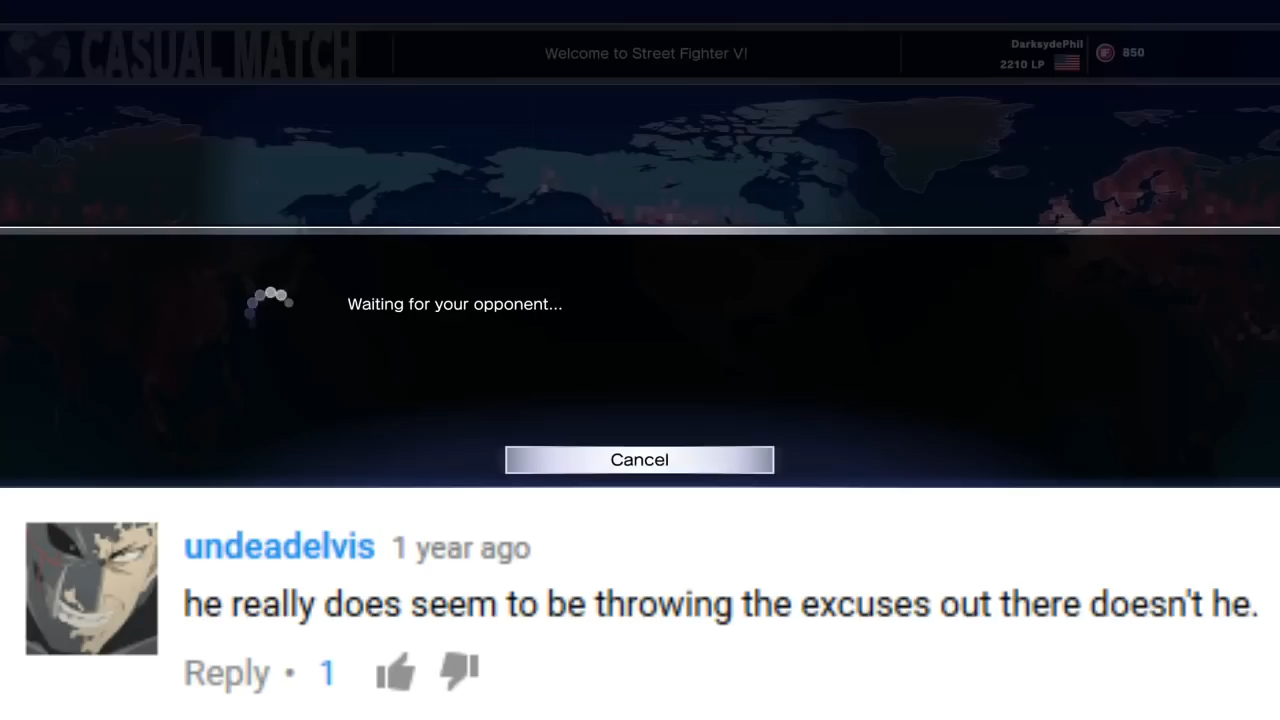 CASUAL MATCH
Welcome to Street Fighter V!
DarksydePhil
2210 LP
850
Waiting for your opponent...
Cancel
undeadelvis 1 year ago
he really does seem to be throwing the excuses out there doesn't he.
Reply • 1